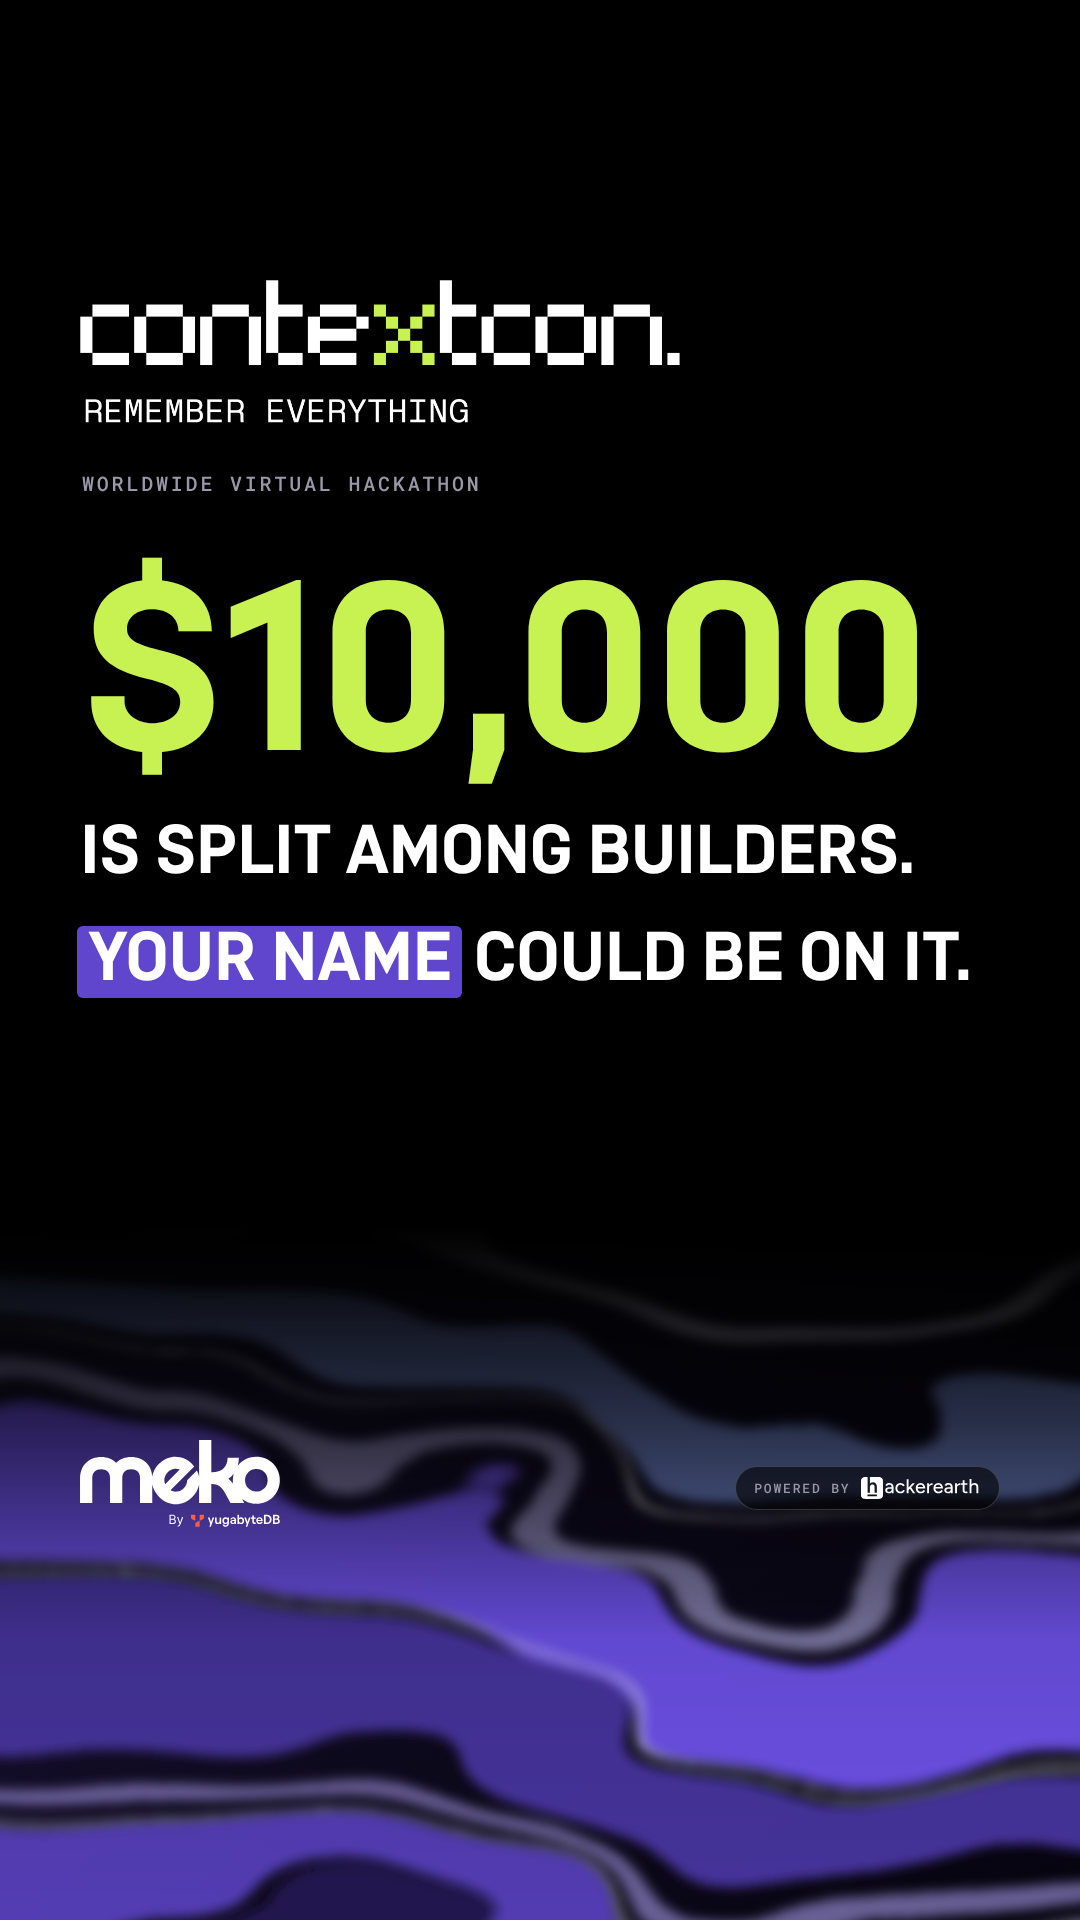 contextcon.
REMEMBER EVERYTHING
WORLDWIDE VIRTUAL HACKATHON
$10,000
IS SPLIT AMONG BUILDERS.
YOUR NAME COULD BE ON IT.
meko
By yugabyteDB
POWERED BY hackerearth